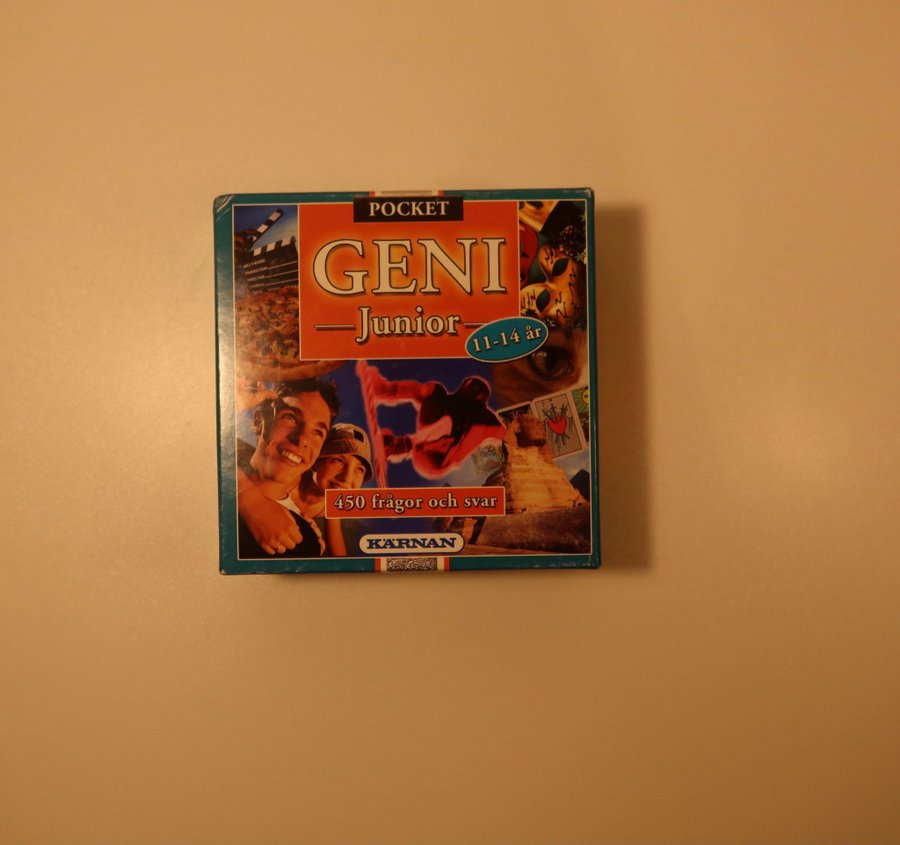 POCKET
GENI
Junior
11-14 år
450 frågor och svar
KÄRNAN